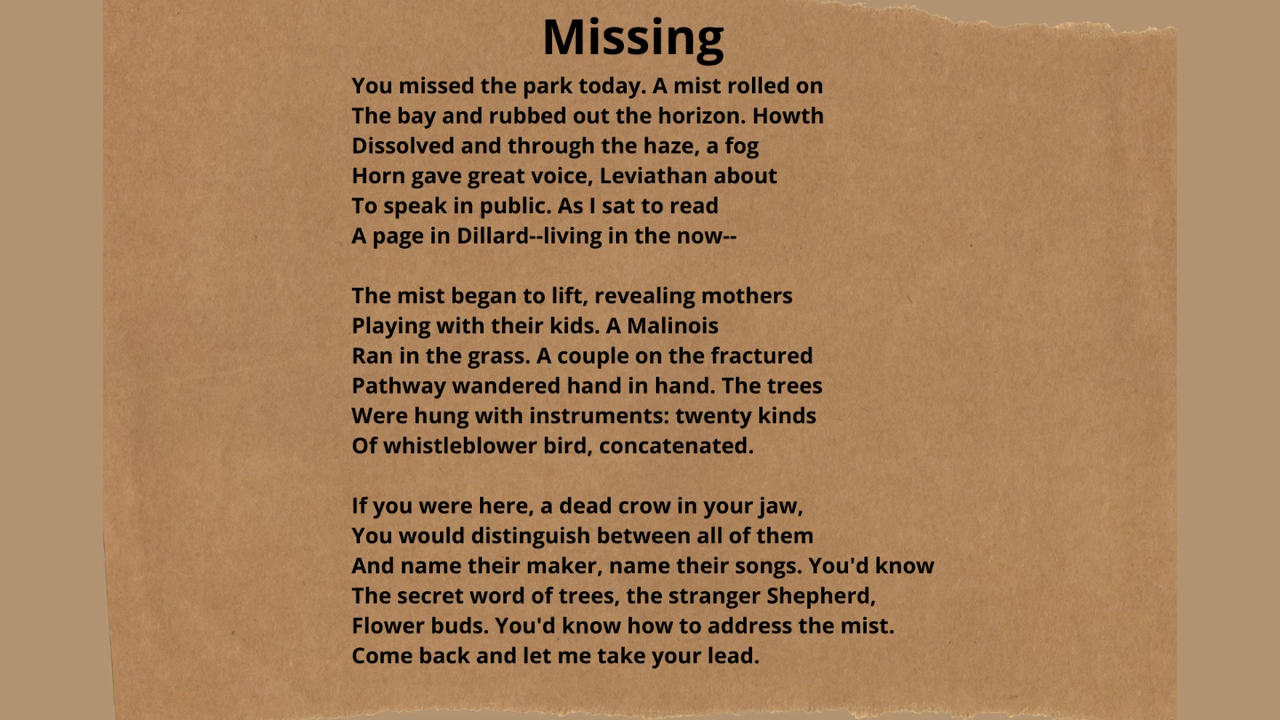 Missing
You missed the park today. A mist rolled on
The bay and rubbed out the horizon. Howth
Dissolved and through the haze, a fog
Horn gave great voice, Leviathan about
To speak in public. As I sat to read
A page in Dillard--living in the now--
The mist began to lift, revealing mothers
Playing with their kids. A Malinois
Ran in the grass. A couple on the fractured
Pathway wandered hand in hand. The trees
Were hung with instruments: twenty kinds
Of whistleblower bird, concatenated.
If you were here, a dead crow in your jaw,
You would distinguish between all of them
And name their maker, name their songs. You'd know
The secret word of trees, the stranger Shepherd,
Flower buds. You'd know how to address the mist.
Come back and let me take your lead.